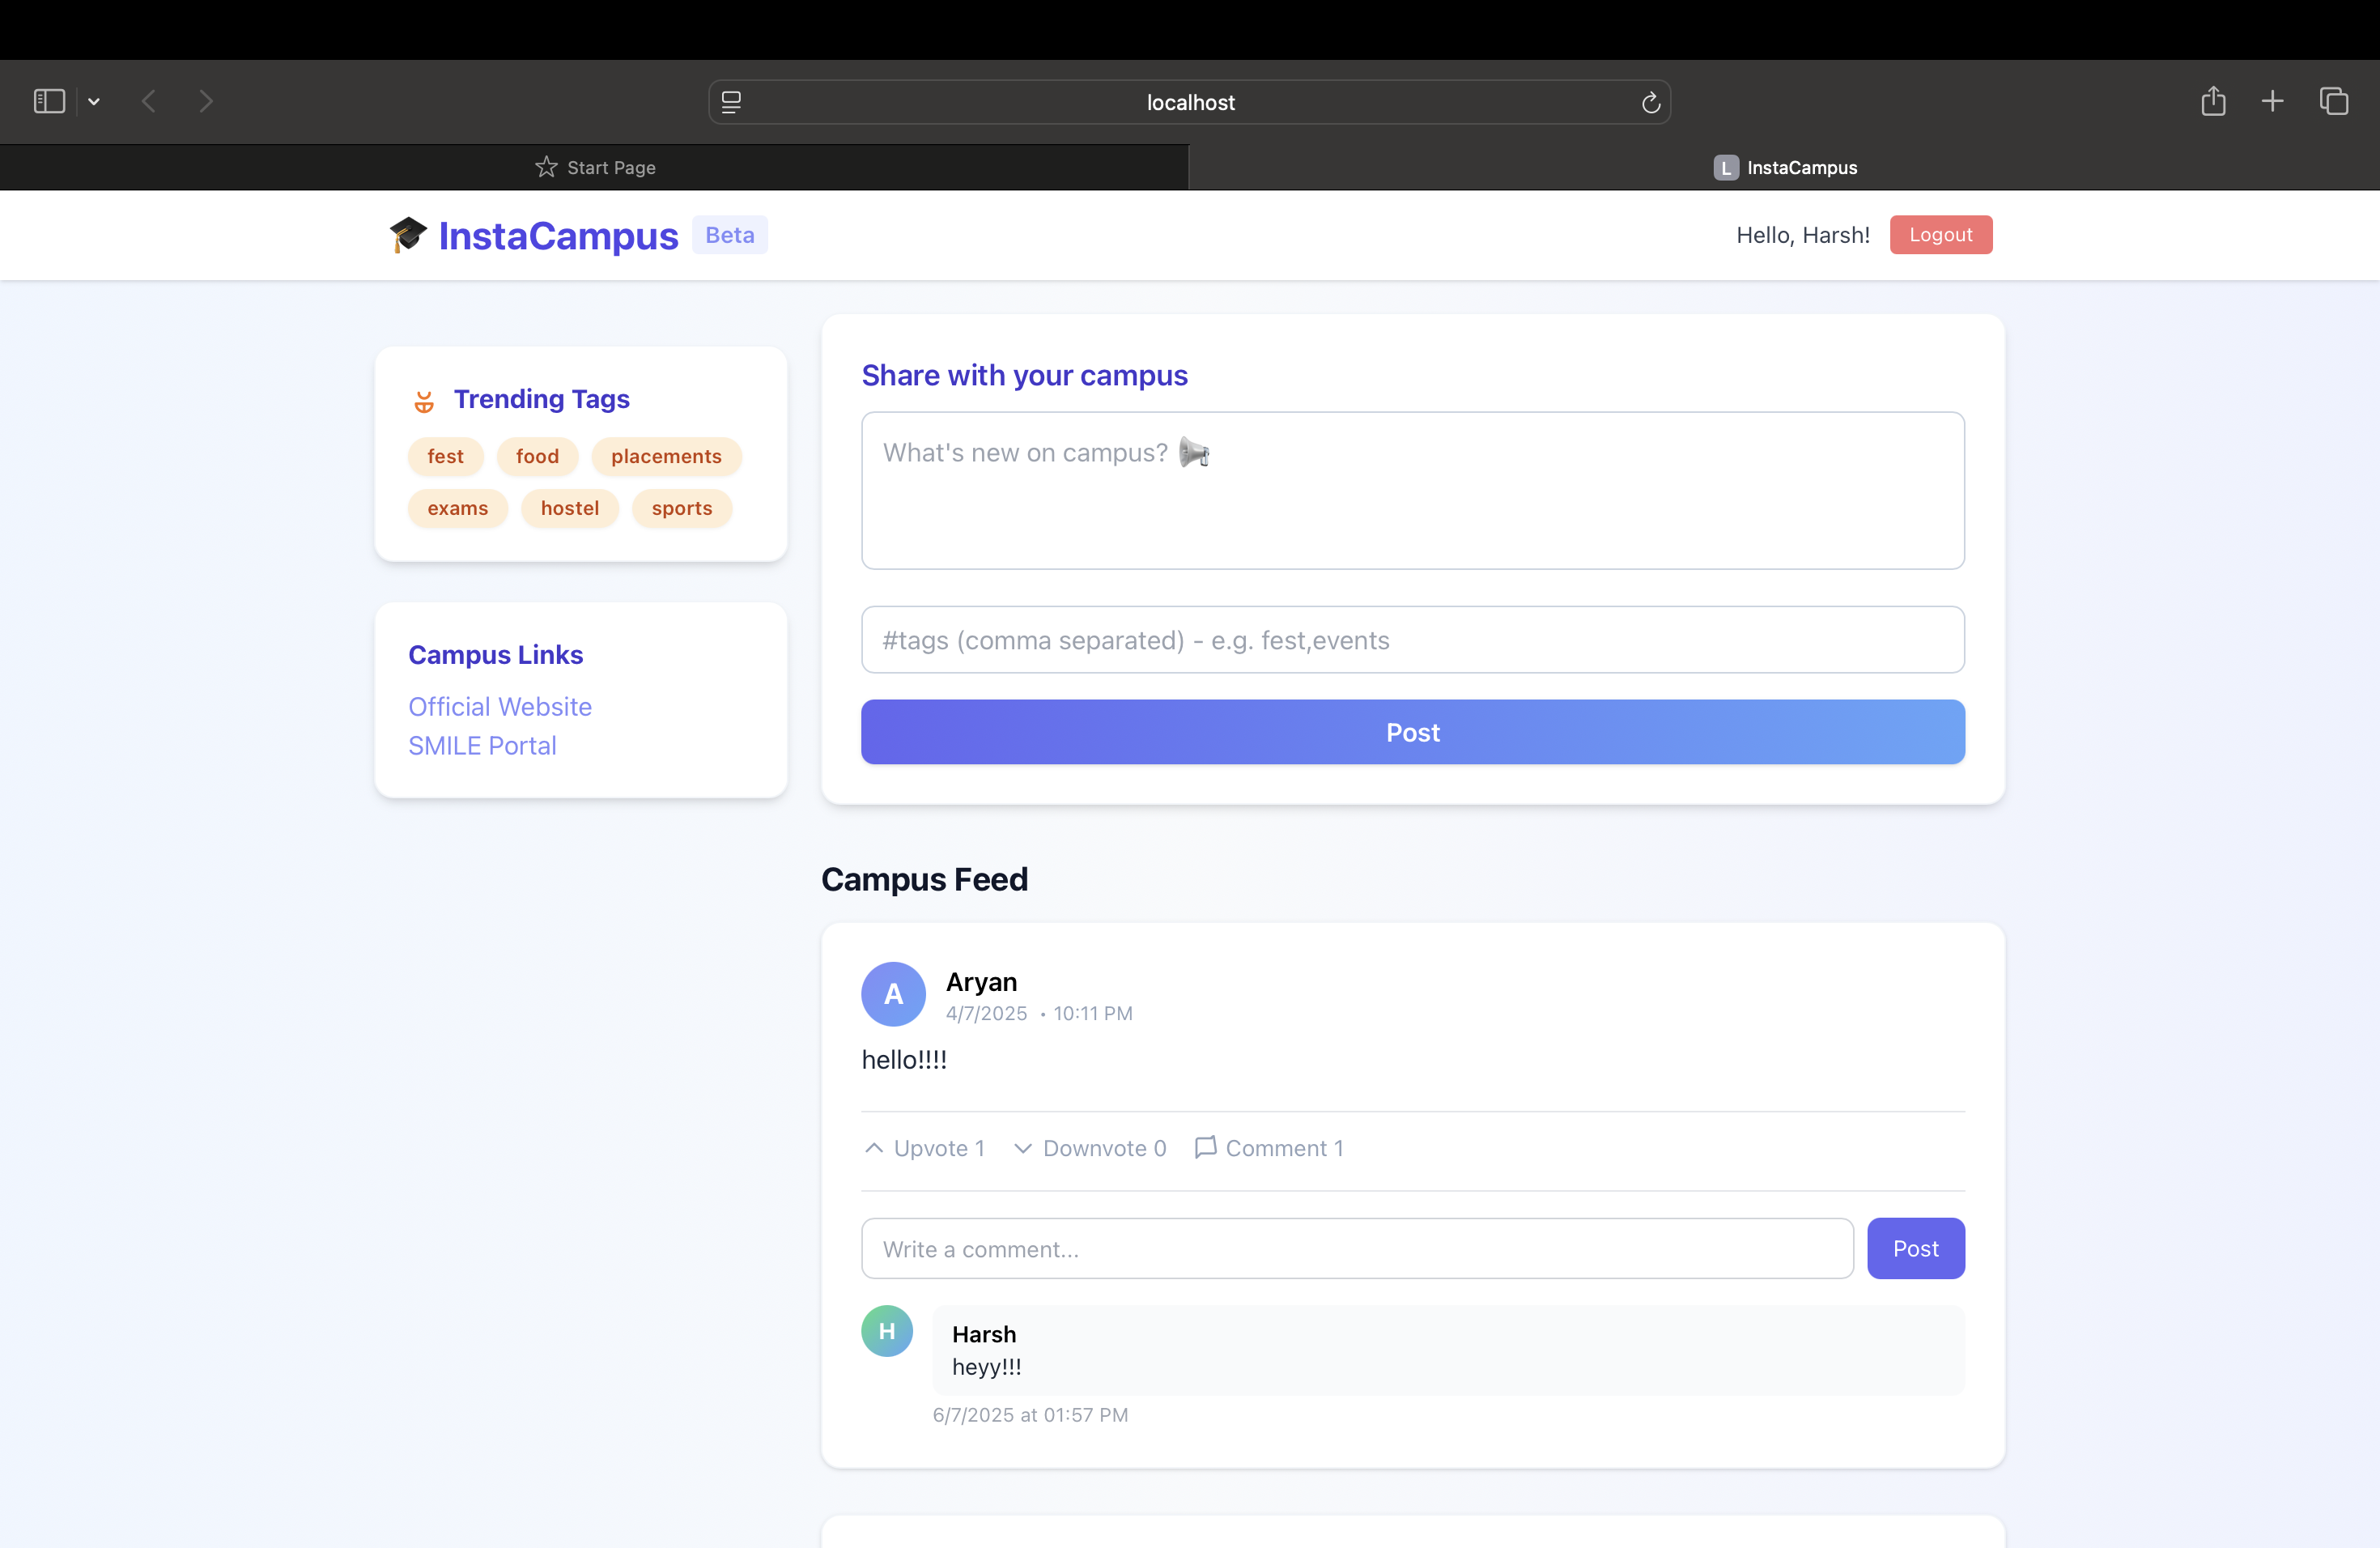 localhost
Start Page
L InstaCampus
InstaCampus Beta
Hello, Harsh! Logout
Trending Tags
fest food placements
exams hostel sports
Campus Links
Official Website
SMILE Portal
Share with your campus
What's new on campus?
#tags (comma separated) - e.g. fest,events
Post
Campus Feed
A
Aryan
4/7/2025 • 10:11 PM
hello!!!!
Upvote 1 Downvote 0 Comment 1
Write a comment...
Post
H
Harsh
heyy!!!
6/7/2025 at 01:57 PM